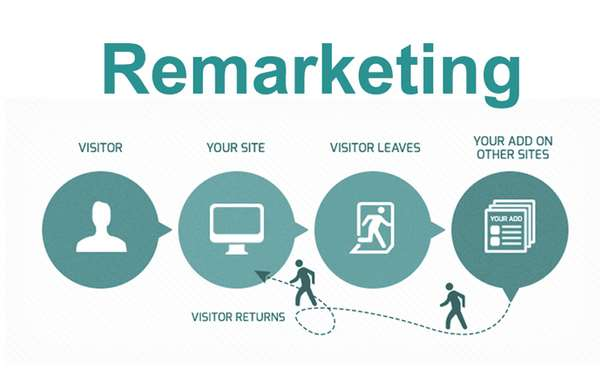 Remarketing
VISITOR
YOUR SITE
VISITOR LEAVES
YOUR ADD ON
OTHER SITES
YOUR ADD
VISITOR RETURNS